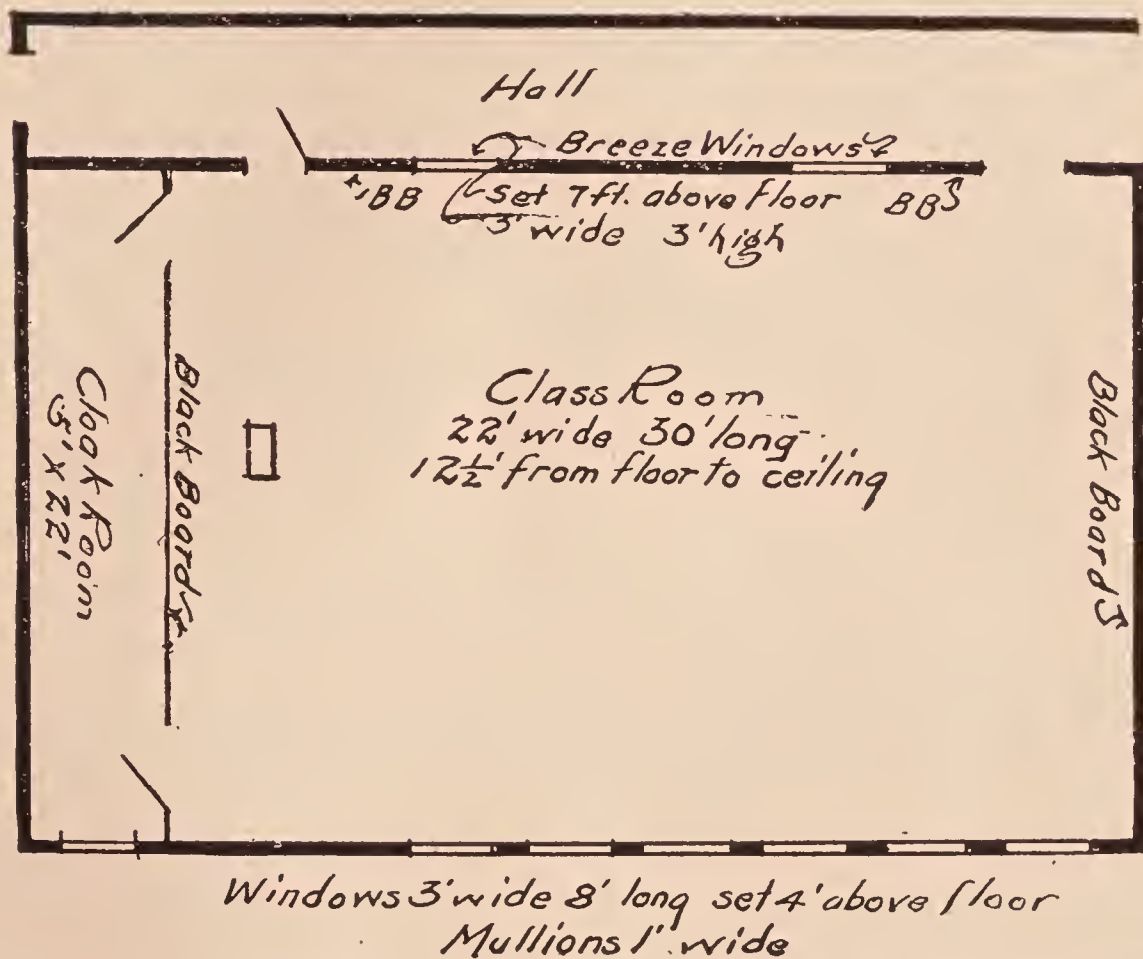 Hall
Breeze Windows
BB
Set 7ft. above floor
BB
3' wide 3' high
Class Room
22' wide 30' long
12½' from floor to ceiling
Cloak Room
5' x 22'
Black Board
Black Board
Windows 3' wide 8' long set 4' above floor
Mullions 1' wide